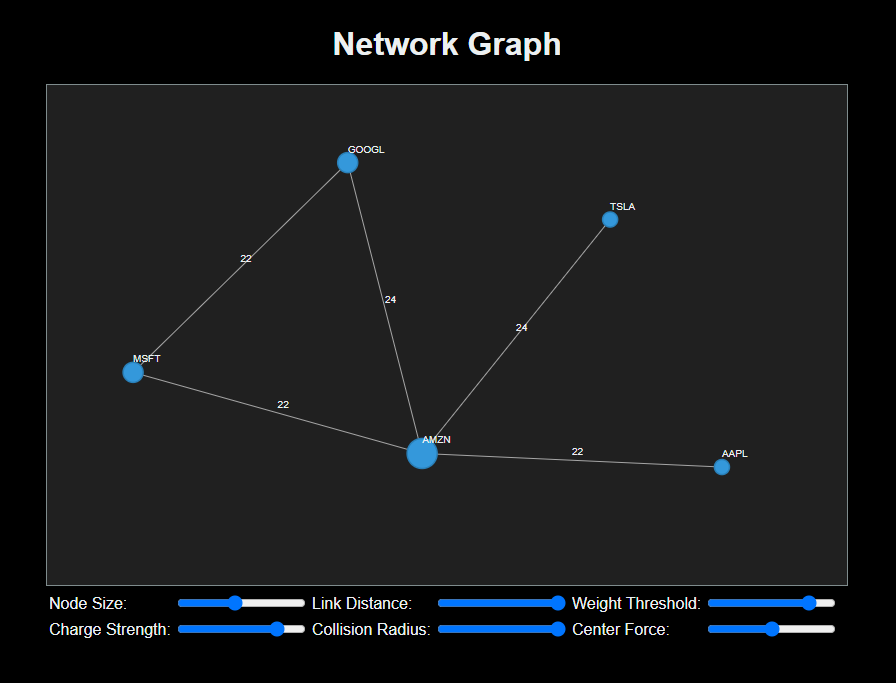 Network Graph
GOOGL
TSLA
22
24
24
MSFT
22
AMZN
22
AAPL
Node Size: Link Distance: Weight Threshold:
Charge Strength: Collision Radius: Center Force: